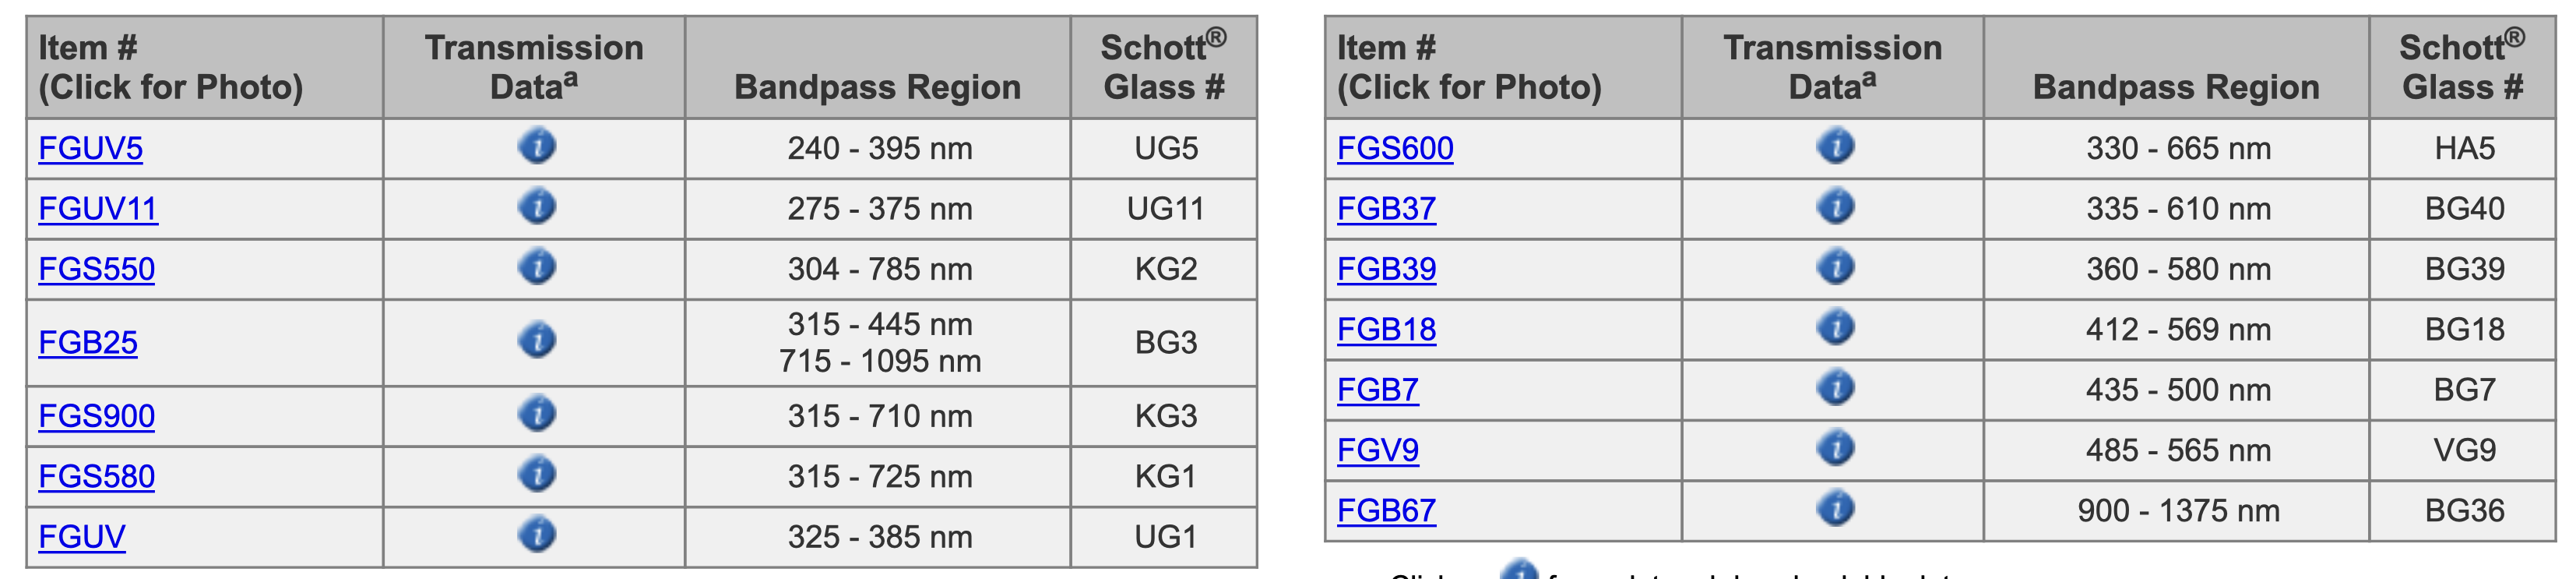 Item # (Click for Photo) Transmission Dataª Bandpass Region Schott® Glass #
FGUV5 240 - 395 nm UG5
FGUV11 275 - 375 nm UG11
FGS550 304 - 785 nm KG2
FGB25 315 - 445 nm 715 - 1095 nm BG3
FGS900 315 - 710 nm KG3
FGS580 315 - 725 nm KG1
FGUV 325 - 385 nm UG1
Item # (Click for Photo) Transmission Dataª Bandpass Region Schott® Glass #
FGS600 330 - 665 nm HA5
FGB37 335 - 610 nm BG40
FGB39 360 - 580 nm BG39
FGB18 412 - 569 nm BG18
FGB7 435 - 500 nm BG7
FGV9 485 - 565 nm VG9
FGB67 900 - 1375 nm BG36